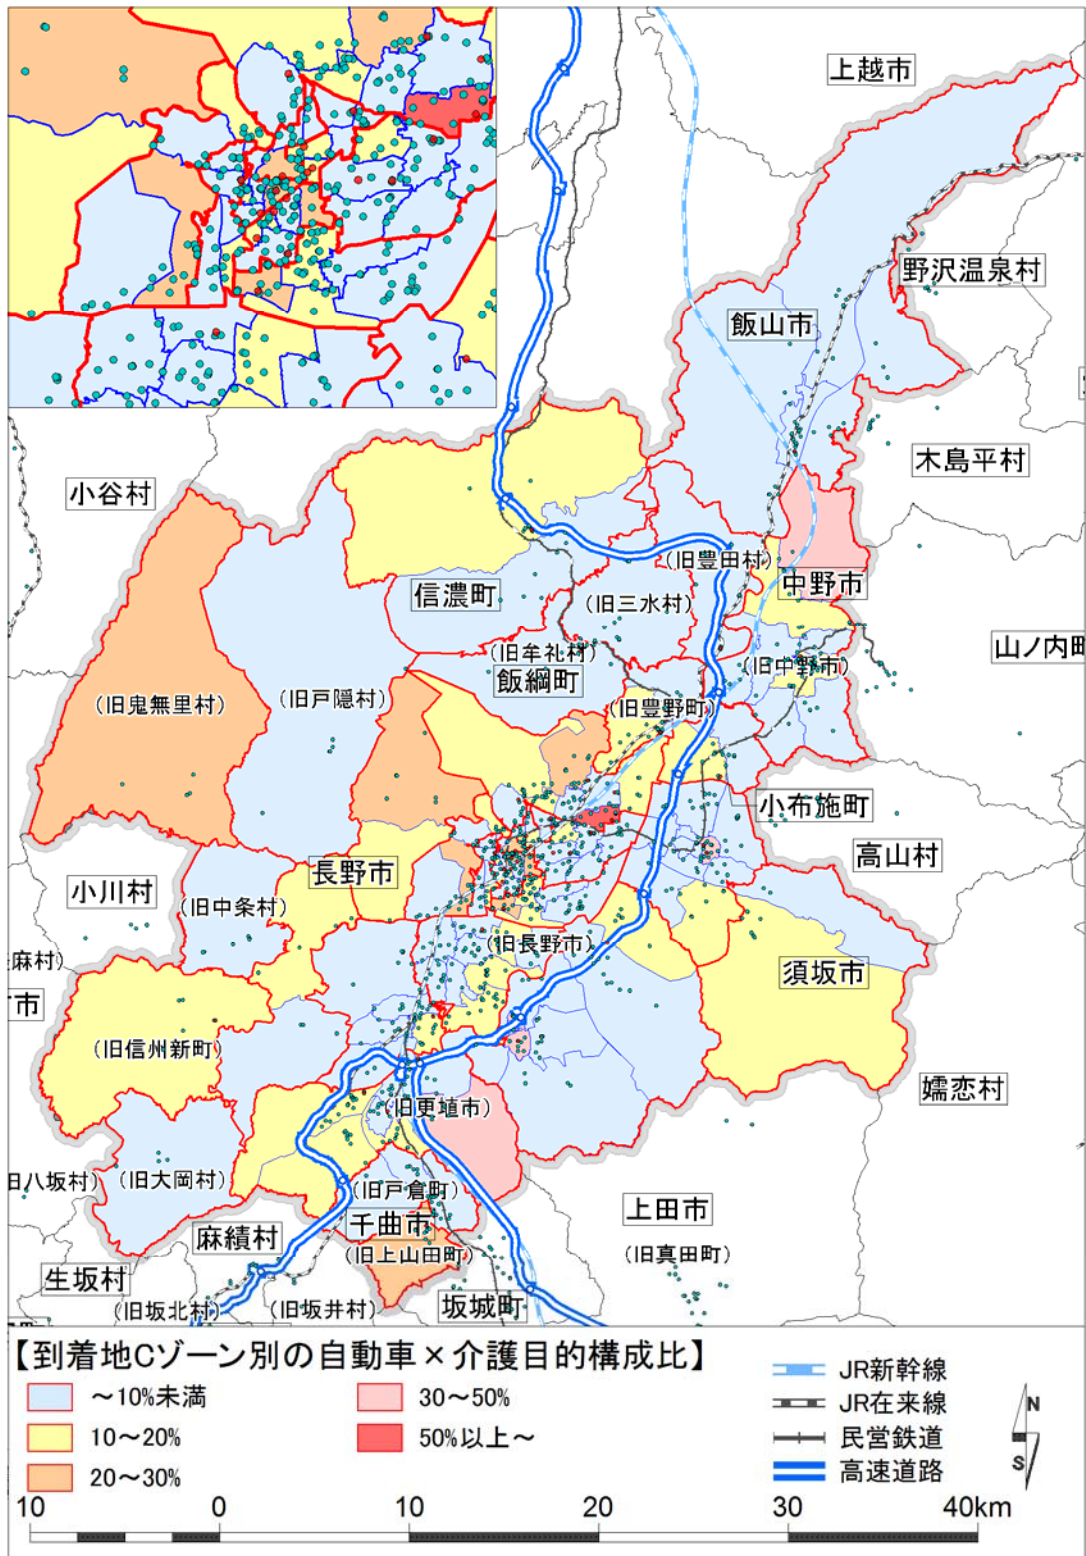 上越市
野沢温泉村
飯山市
木島平村
小谷村
(旧豊田村)
中野市
信濃町
(旧三水村)
山ノ内町
(旧牟礼村)
(旧中野市)
飯綱町
(旧鬼無里村)
(旧戸隠村)
(旧豊野町)
小布施町
高山村
長野市
小川村
(旧中条村)
(旧長野市)
麻村)
須坂市
市
(旧信州新町)
嬬恋村
(旧更埴市)
旧八坂村)
(旧大岡村)
(旧戸倉町)
上田市
千曲市
麻績村
(旧上山田町)
(旧真田町)
生坂村
(旧坂北村)
(旧坂井村)
坂城町
【到着地Cゾーン別の自動車×介護目的構成比】
～10%未満
10～20%
20～30%
30～50%
50%以上～
JR新幹線
JR在来線
民営鉄道
高速道路
N
S
10 0 10 20 30 40km